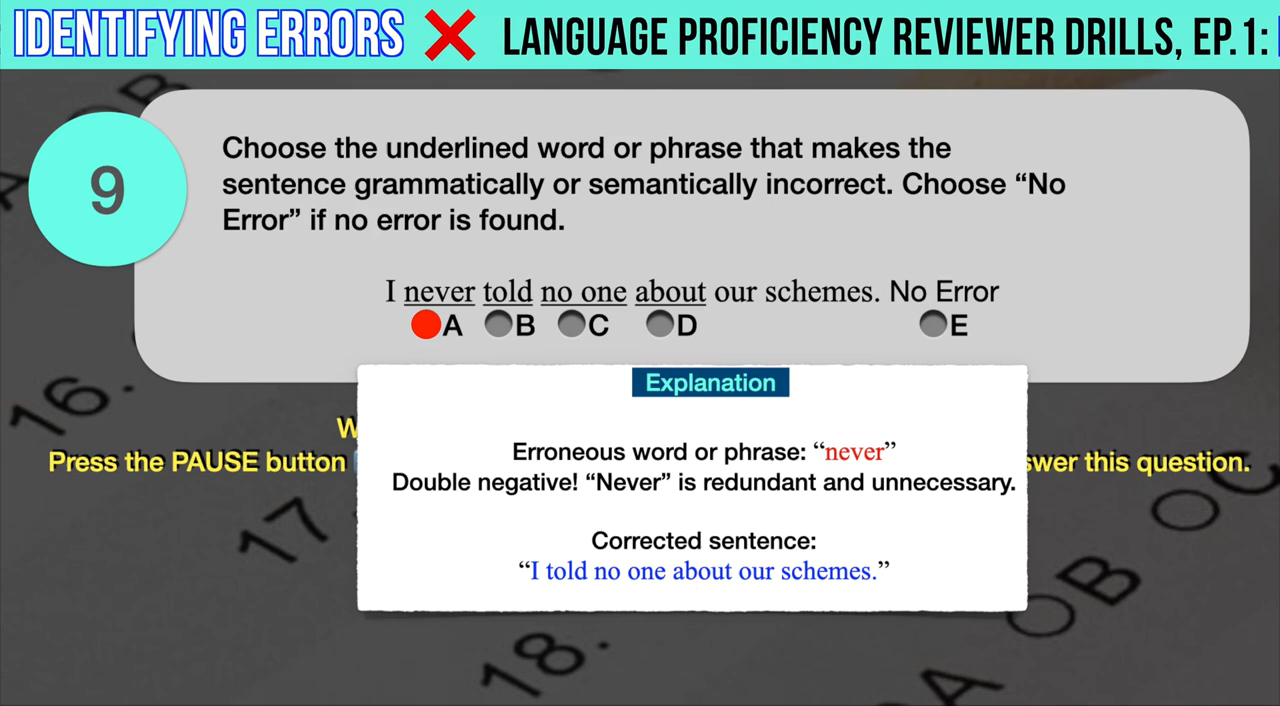 IDENTIFYING ERRORS ❌ LANGUAGE PROFICIENCY REVIEWER DRILLS, EP.1:
9
Choose the underlined word or phrase that makes the
sentence grammatically or semantically incorrect. Choose “No
Error” if no error is found.
I never told no one about our schemes. No Error
A B C D E
Explanation
Erroneous word or phrase: “never”
Double negative! “Never” is redundant and unnecessary.
Corrected sentence:
“I told no one about our schemes.”
Press the PAUSE button
this question.
16.
17
18.
A
OB
OC
OB
A